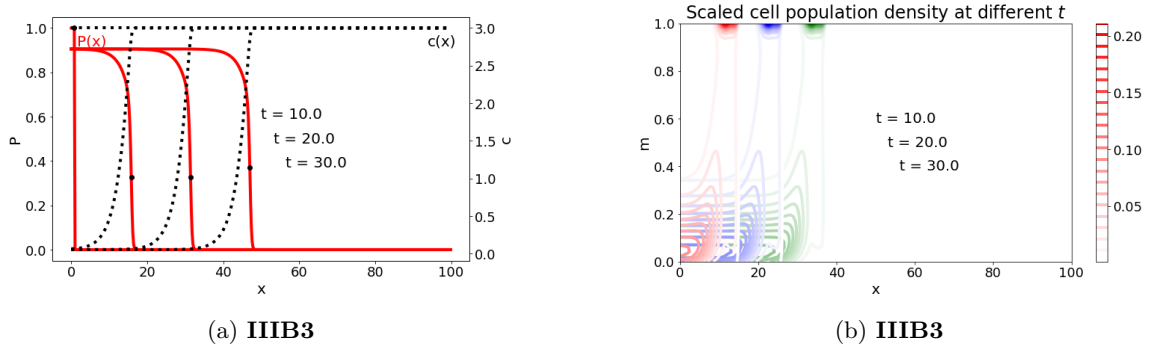 Scaled cell population density at different t
1.0
P(x)
c(x)
3.0
0.8
2.5
0.6
2.0
P
t = 10.0
1.5
c
0.4
t = 20.0
t = 30.0
1.0
0.2
0.5
0.0
0.0
0
20
40
60
80
100
x
1.0
0.8
0.6
m
0.4
0.2
0.0
t = 10.0
t = 20.0
t = 30.0
0
20
40
60
80
100
x
0.20
0.15
0.10
0.05
(a) IIIB3
(b) IIIB3